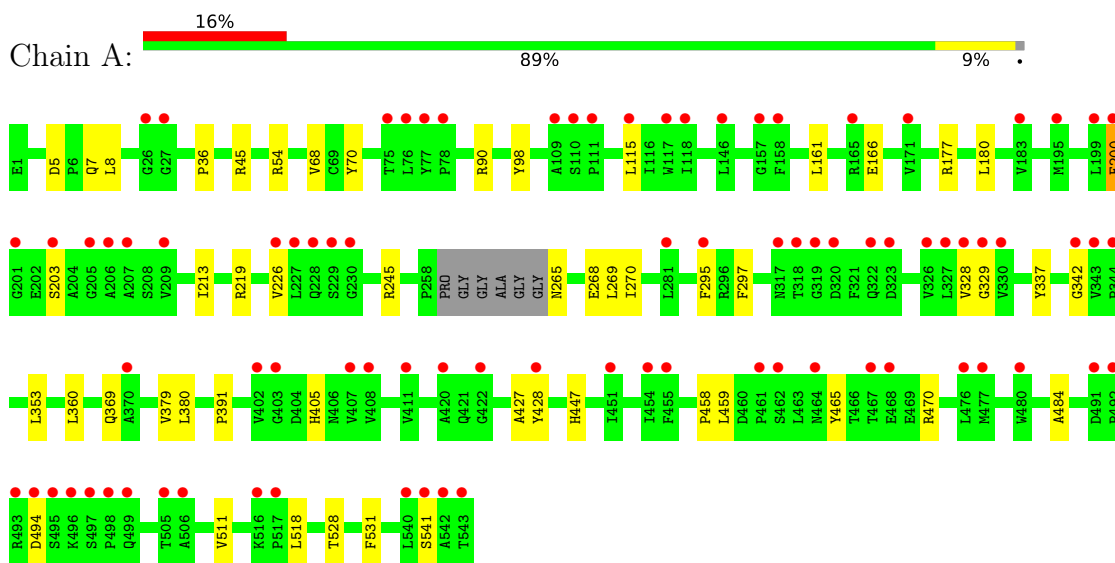 16%
Chain A:
89% 9% •
E1 D5 P6 Q7 L8 G26 G27 P36 R45 R54 V68 C69 Y70 T75 L76 Y77 P78 R90 Y98 A109 S110 P111 L115 I116 W117 I118 L146 G157 F158 L161 R165 E166 V171 R177 L180 V183 M195 L199
G201 E202 S203 A204 G205 A206 A207 S208 V209 I213 R219 V226 L227 Q228 S229 G230 R245 P258 PRO GLY GLY ALA GLY GLY N265 E268 L269 I270 L281 F295 R296 F297 N317 T318 G319 D320 F321 Q322 D323 V326 L327 V328 G329 V330 Y337 G342 V343
L353 L360 Q369 A370 V379 L380 P391 V402 G403 D404 H405 N406 V407 V408 V411 A420 Q421 G422 A427 Y428 H447 I451 I454 F455 P458 L459 D460 P461 S462 L463 N464 Y465 T466 T467 E468 E469 R470 L476 M477 W480 A484 D491
R493 D494 S495 K496 S497 P498 Q499 T505 A506 V511 K516 P517 L518 T528 F531 L540 S541 A542 T543